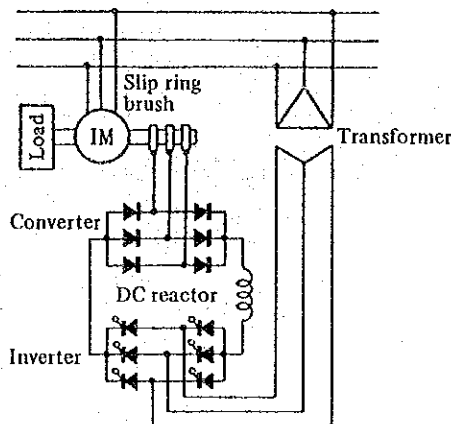 Slip ring
brush
Load
IM
Transformer
Converter
DC reactor
Inverter